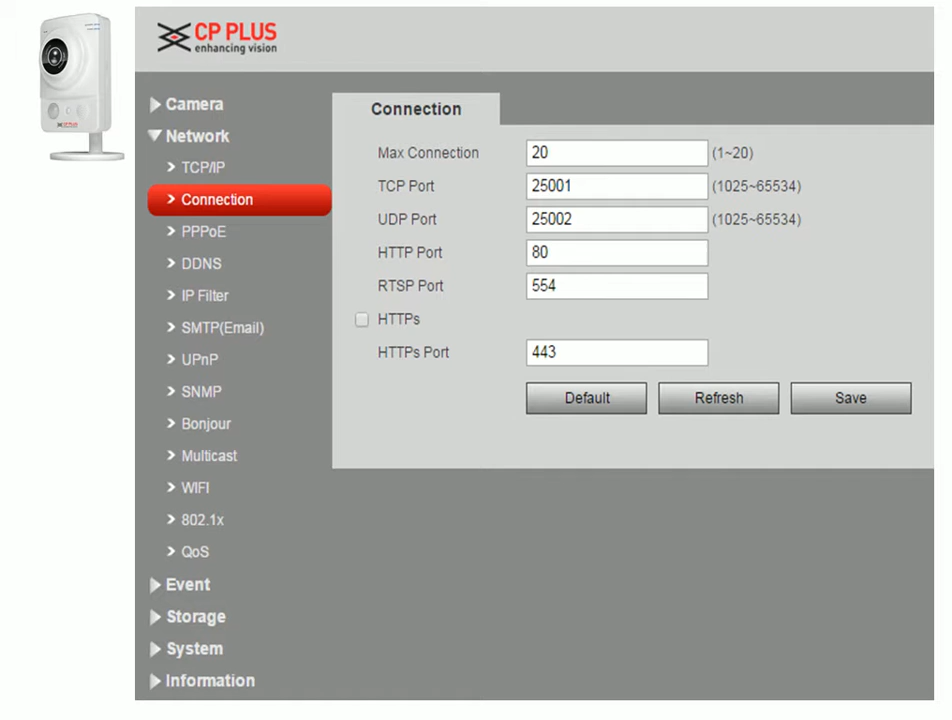 CP PLUS
enhancing vision
Camera
Network
TCP/IP
Connection
PPPoE
DDNS
IP Filter
SMTP(Email)
UPnP
SNMP
Bonjour
Multicast
WIFI
802.1x
QoS
Event
Storage
System
Information
Connection
Max Connection 20 (1~20)
TCP Port 25001 (1025~65534)
UDP Port 25002 (1025~65534)
HTTP Port 80
RTSP Port 554
HTTPs
HTTPs Port 443
Default Refresh Save
CP PLUS